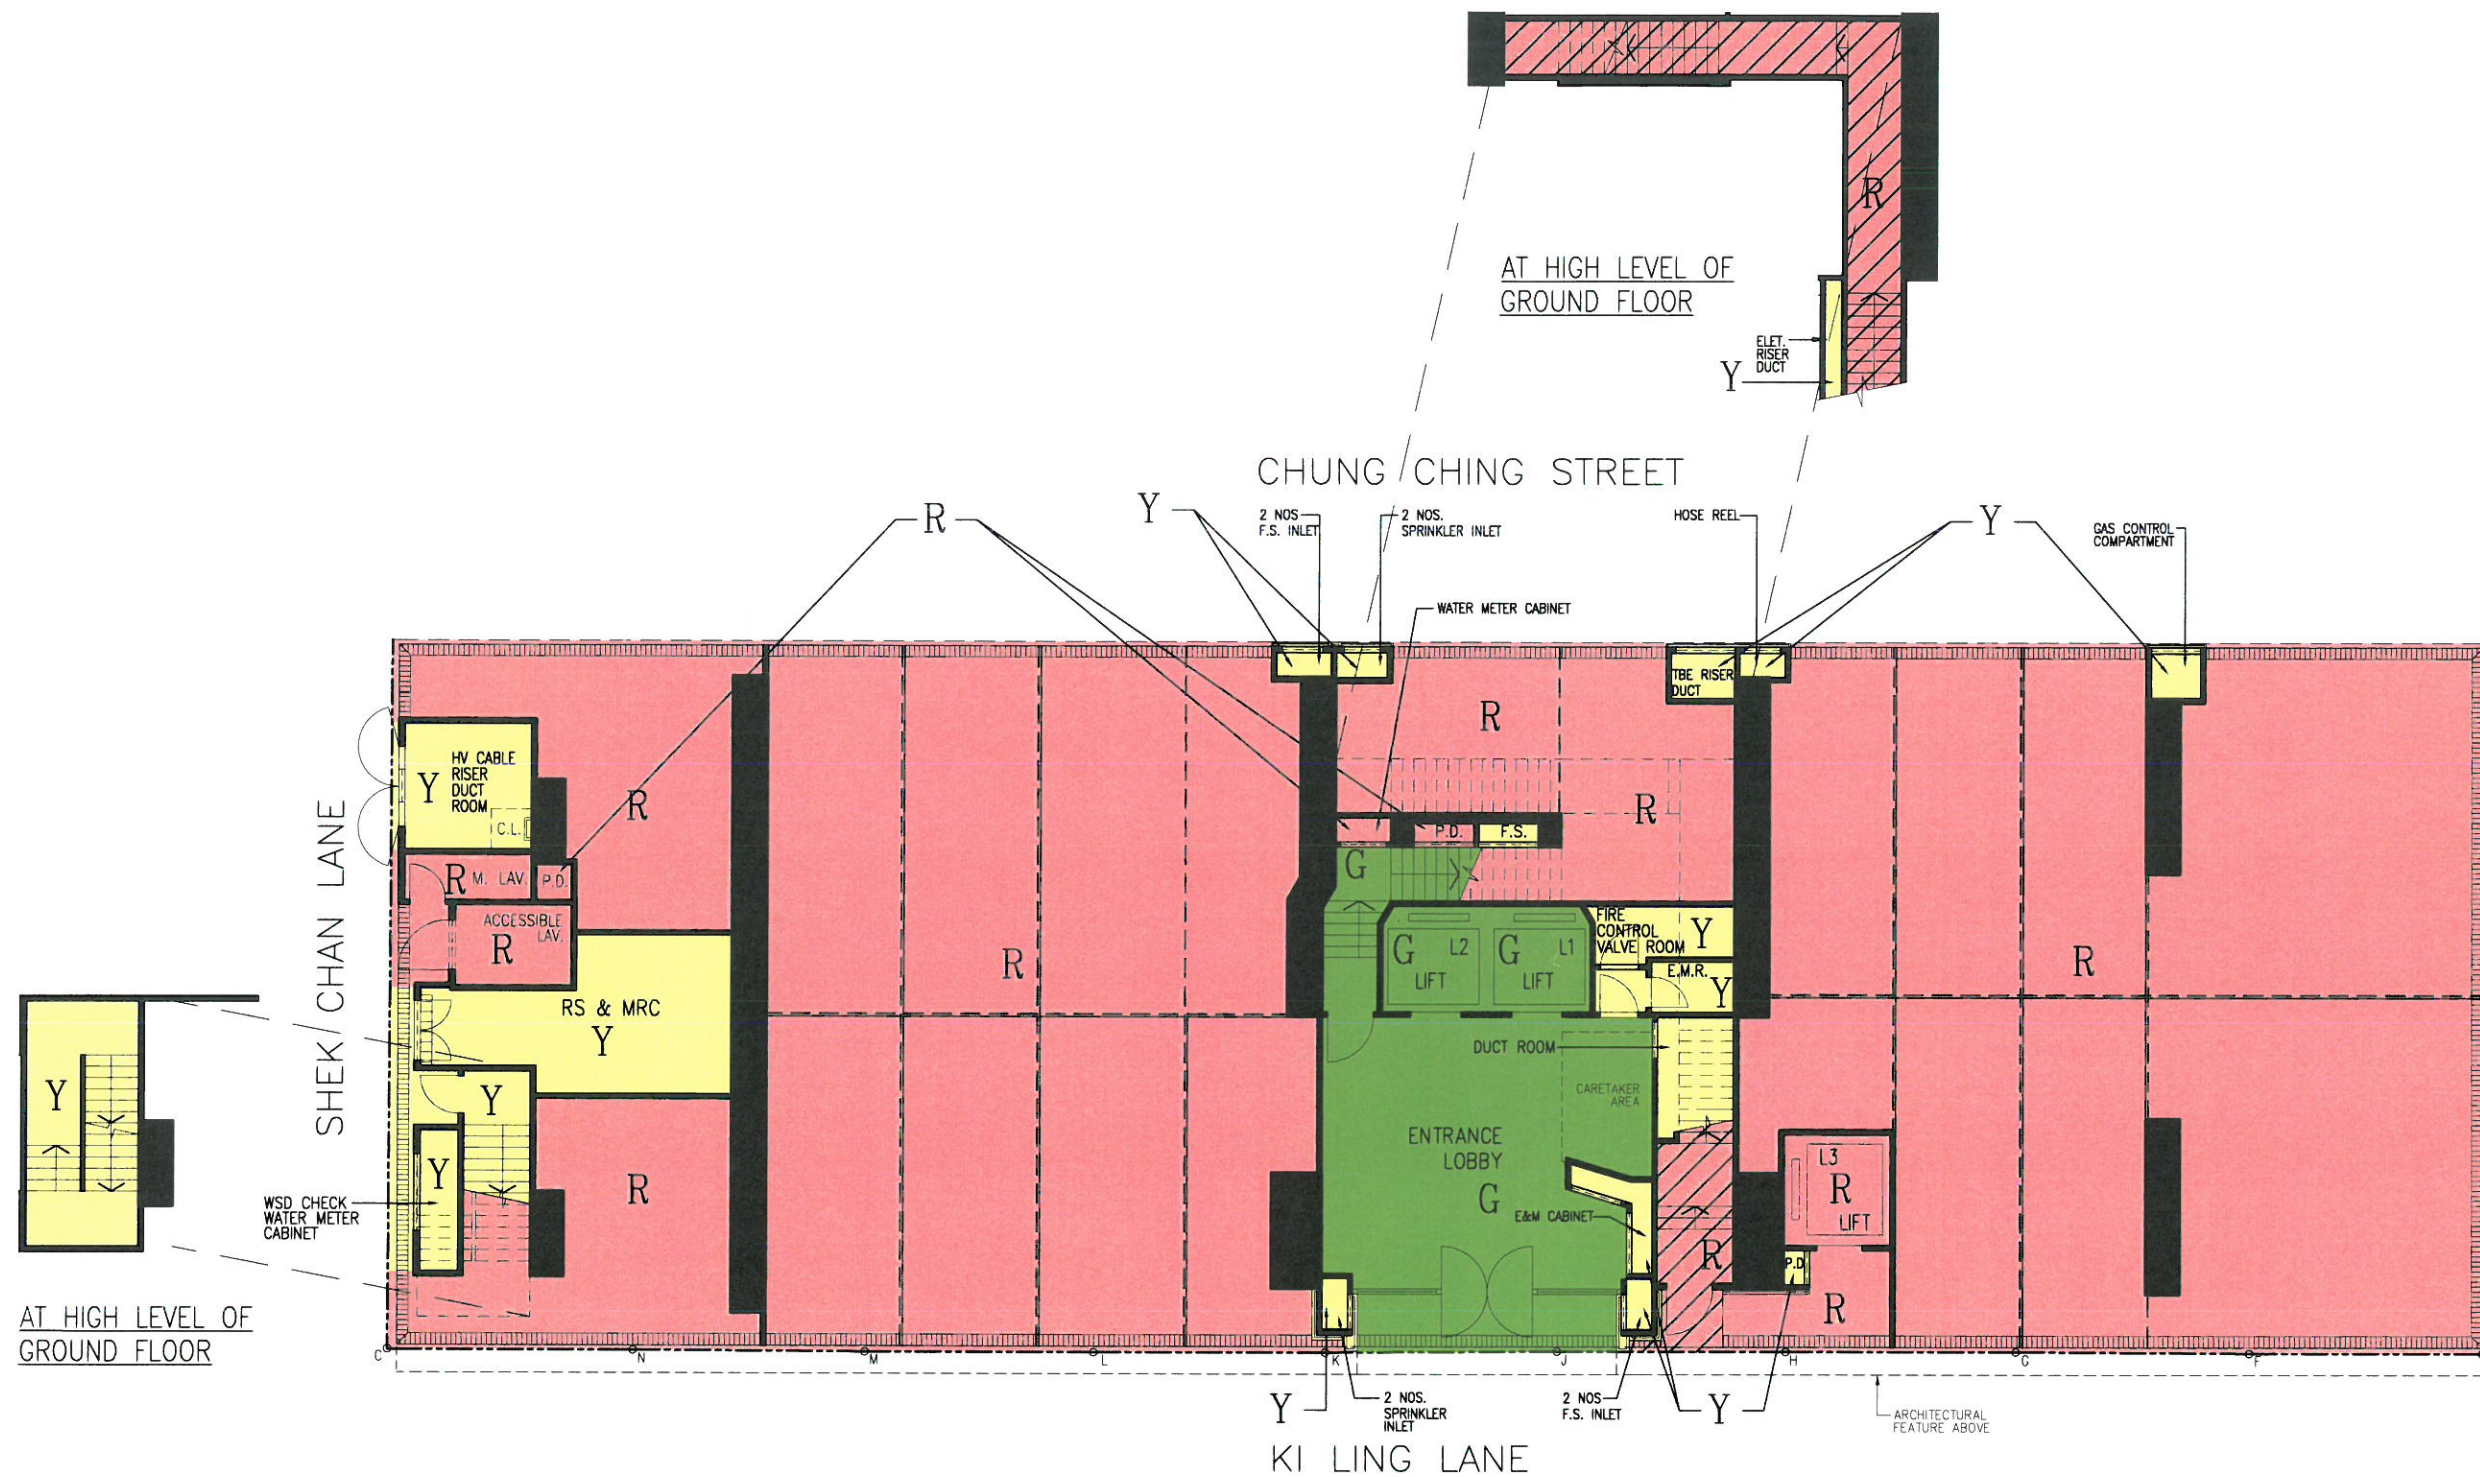 R
AT HIGH LEVEL OF
GROUND FLOOR
ELET.
RISER
DUCT
Y
CHUNG CHING STREET
R
Y
2 NOS
F.S. INLET
2 NOS.
SPRINKLER INLET
HOSE REEL
Y
GAS CONTROL
COMPARTMENT
WATER METER CABINET
TBE RISER
DUCT
R
HV CABLE
RISER
DUCT
ROOM
Y
C.L.
R
R
P.D.
F.S.
G
SHEK CHAN LANE
R
M. LAV.
P.D.
ACCESSIBLE
LAV.
R
R
G
L2
LIFT
G
L1
LIFT
FIRE
CONTROL
VALVE ROOM
Y
E.M.R.
Y
R
RS & MRC
Y
DUCT ROOM
CARETAKER
AREA
Y
Y
Y
ENTRANCE
LOBBY
G
L3
R
LIFT
R
WSD CHECK
WATER METER
CABINET
E&M CABINET
R
P.D
R
AT HIGH LEVEL OF
GROUND FLOOR
C
N
M
L
K
J
H
G
F
Y
2 NOS.
SPRINKLER
INLET
2 NOS
F.S. INLET
Y
ARCHITECTURAL
FEATURE ABOVE
KI LING LANE